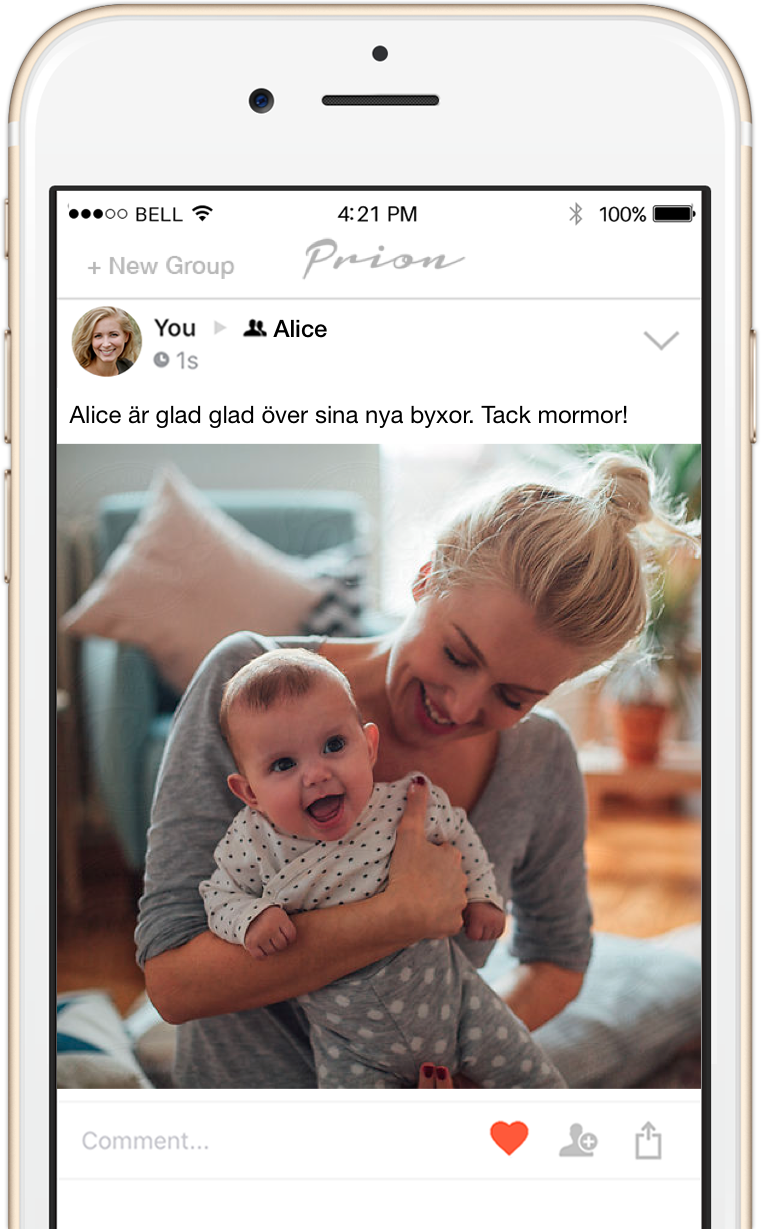 BELL 4:21 PM 100%
+ New Group Prion
You Alice
1s
Alice är glad glad över sina nya byxor. Tack mormor!
Comment...